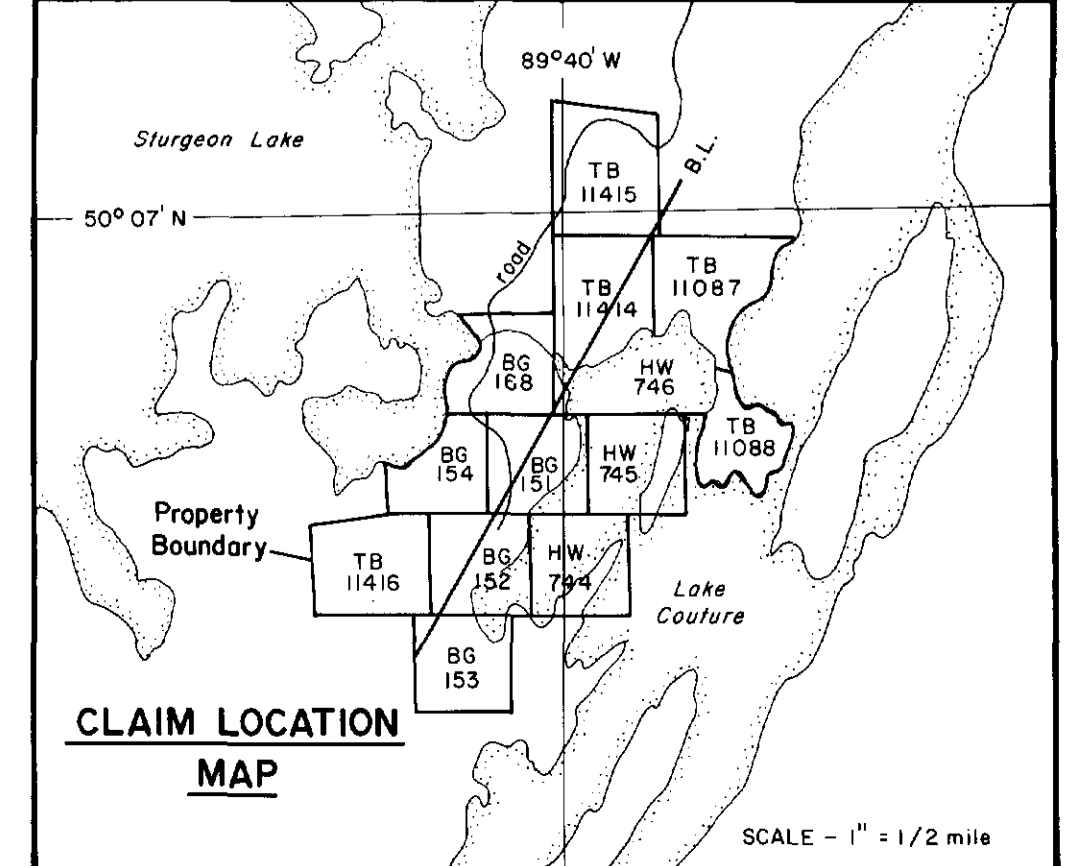 89°40' W
Sturgeon Lake
B.L.
TB
11415
50° 07' N
road
TB
11087
TB
11414
BG
168
HW
746
TB
11088
BG
154
BG
151
HW
745
Property
Boundary
TB
11416
BG
152
HW
744
Lake
Couture
BG
153
CLAIM LOCATION
MAP
SCALE - 1" = 1/2 mile